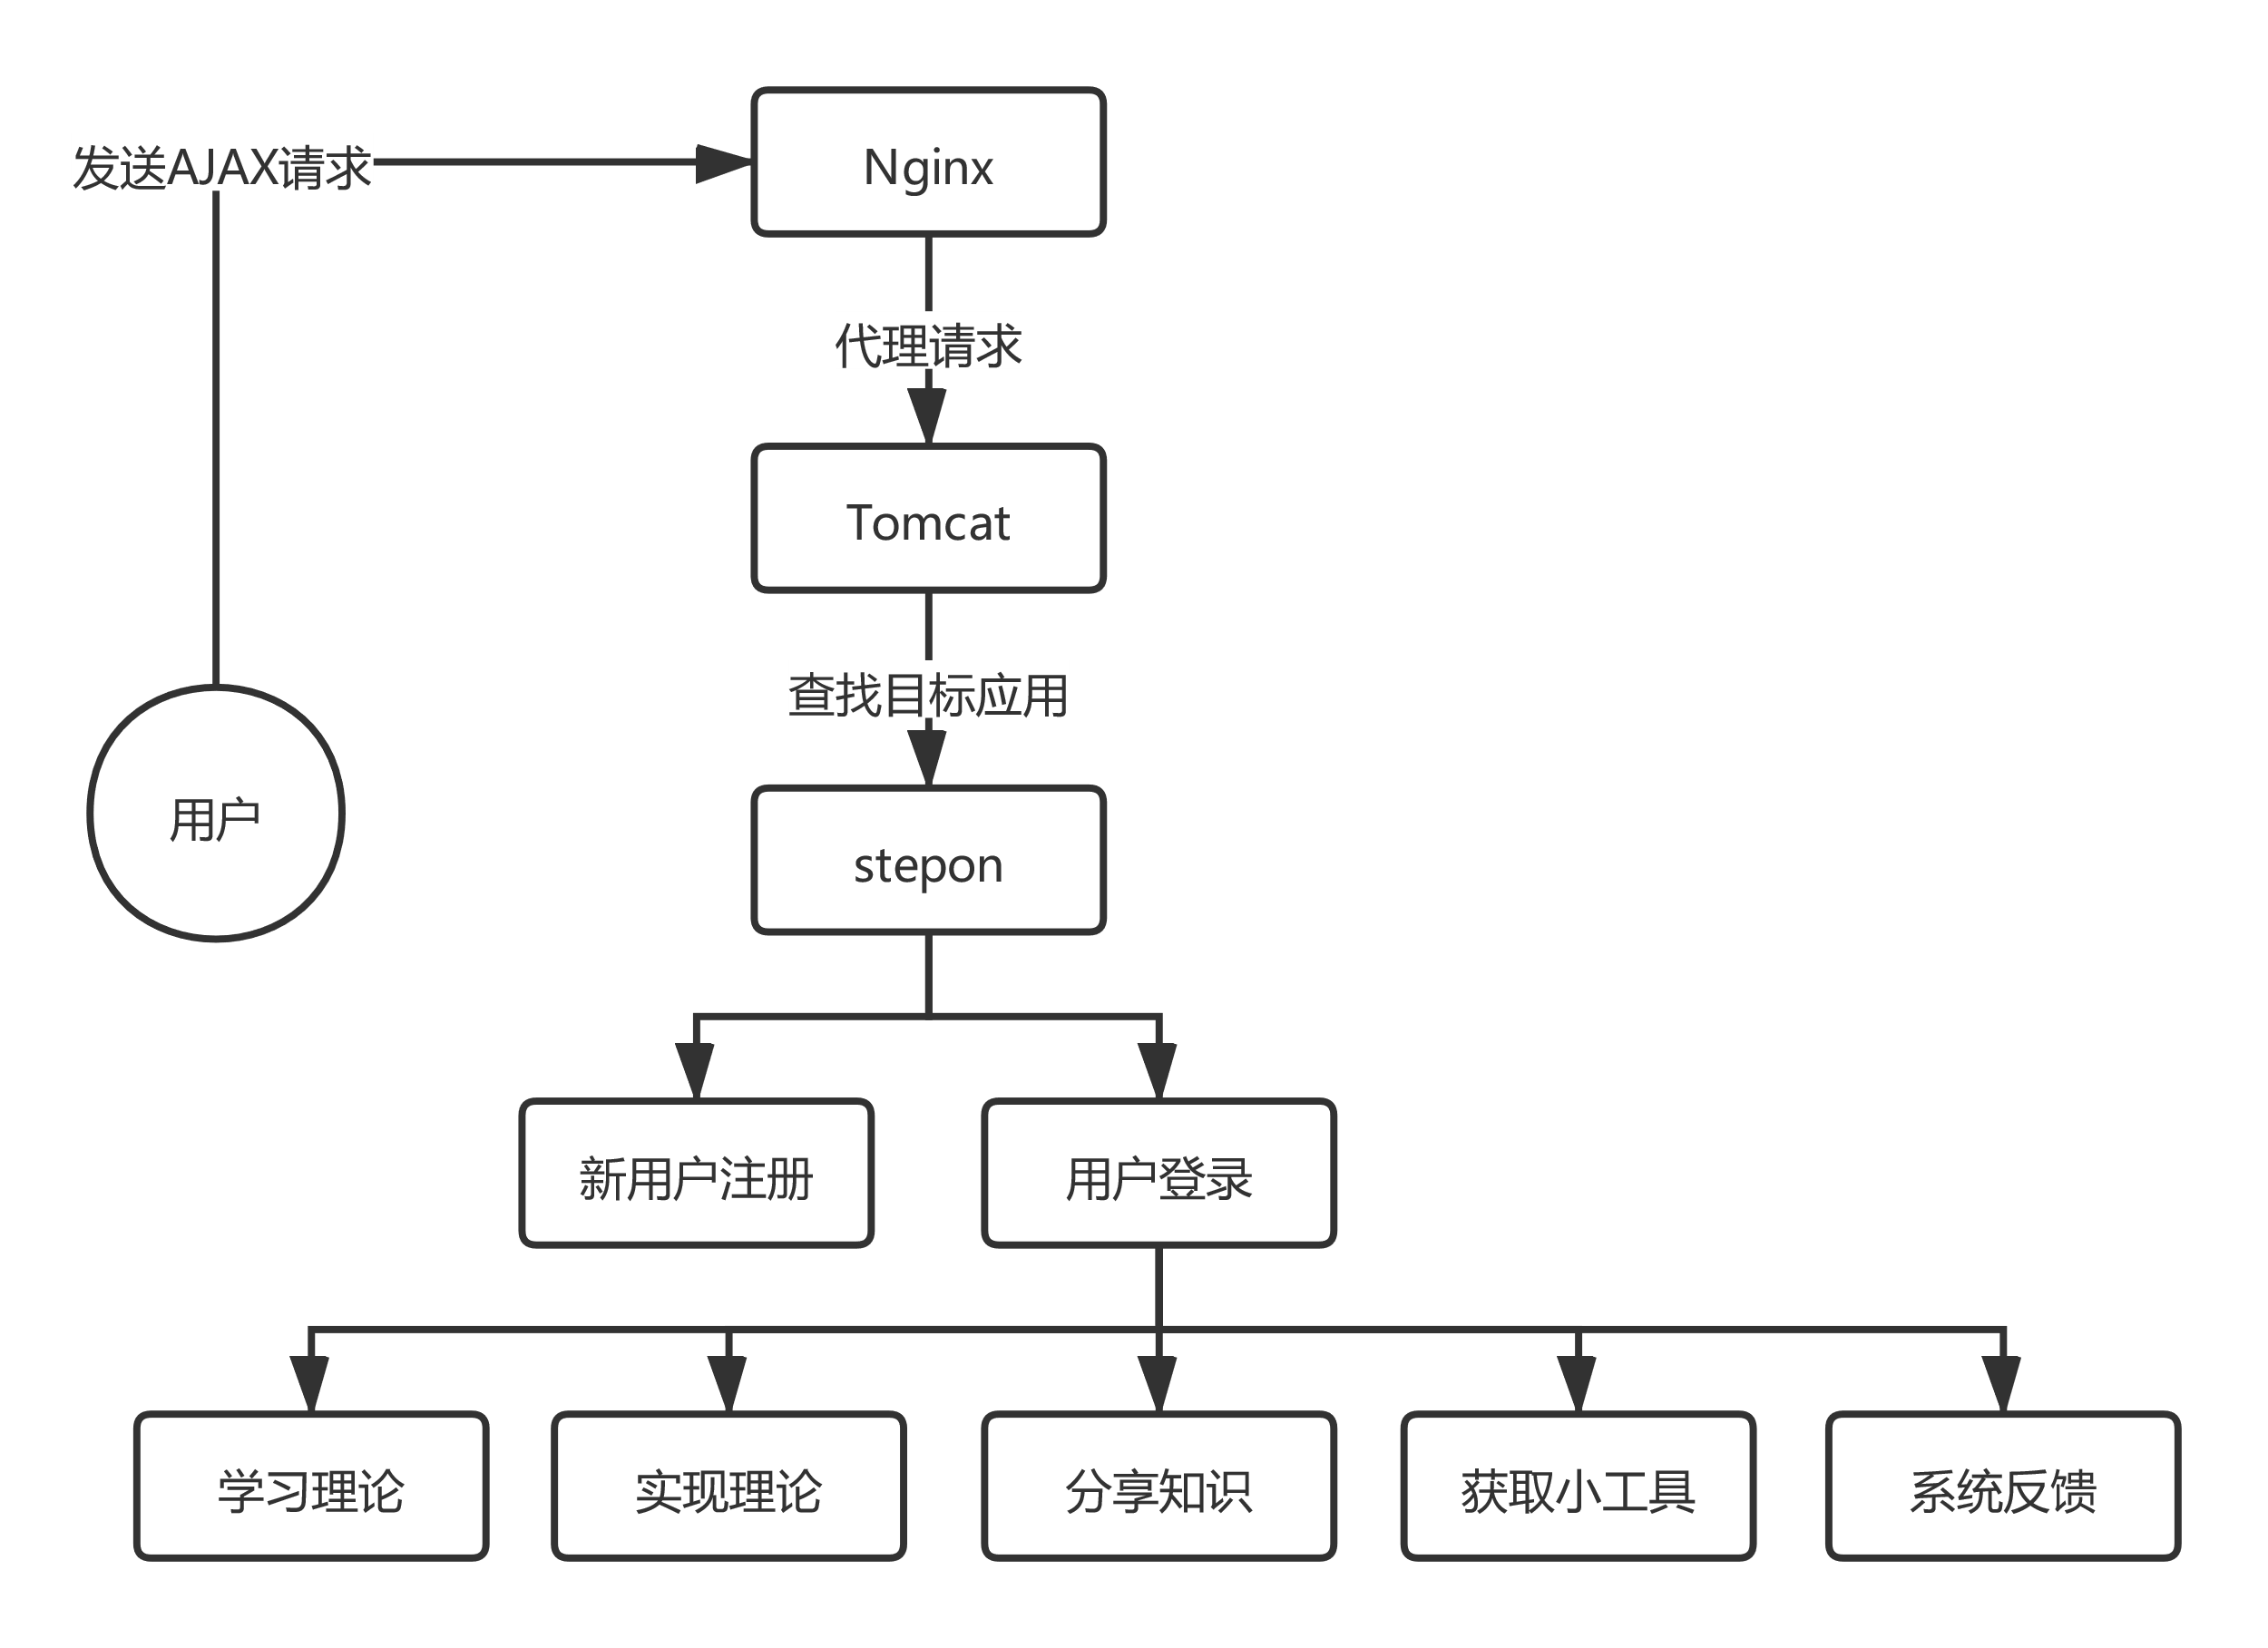 发送AJAX请求
Nginx
代理请求
Tomcat
查找目标应用
用户
stepon
新用户注册
用户登录
学习理论
实现理论
分享知识
获取小工具
系统反馈